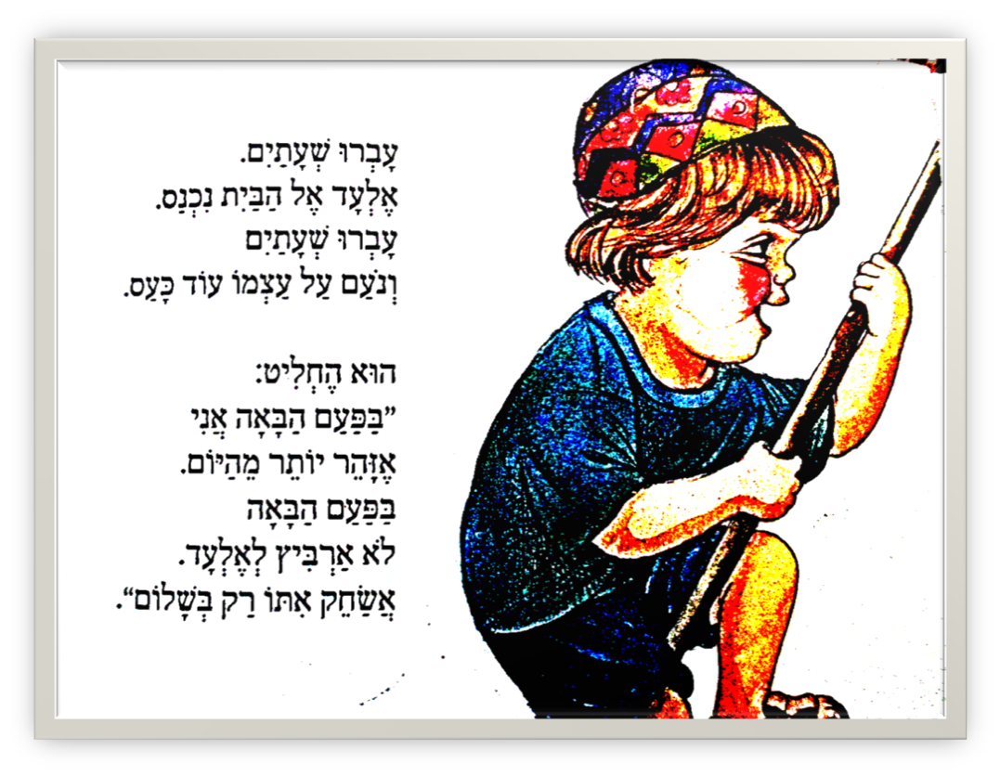 עָבְרוּ שְׁעָתַיִם.
אֶלְעָד אֶל הַבַּיִת נִכְנַס.
עָבְרוּ שְׁעָתַיִם
וְנֹעַם עַל עַצְמוֹ עוֹד כָּעַס.
הוּא הֶחְלִיט:
”בַּפַּעַם הַבָּאָה אֲנִי
אֶזָּהֵר יוֹתֵר מֵהַיּוֹם.
בַּפַּעַם הַבָּאָה
לֹא אַרְבִּיץ לְאֶלְעָד.
אֲשַׂחֵק אִתּוֹ רַק בְּשָׁלוֹם“.